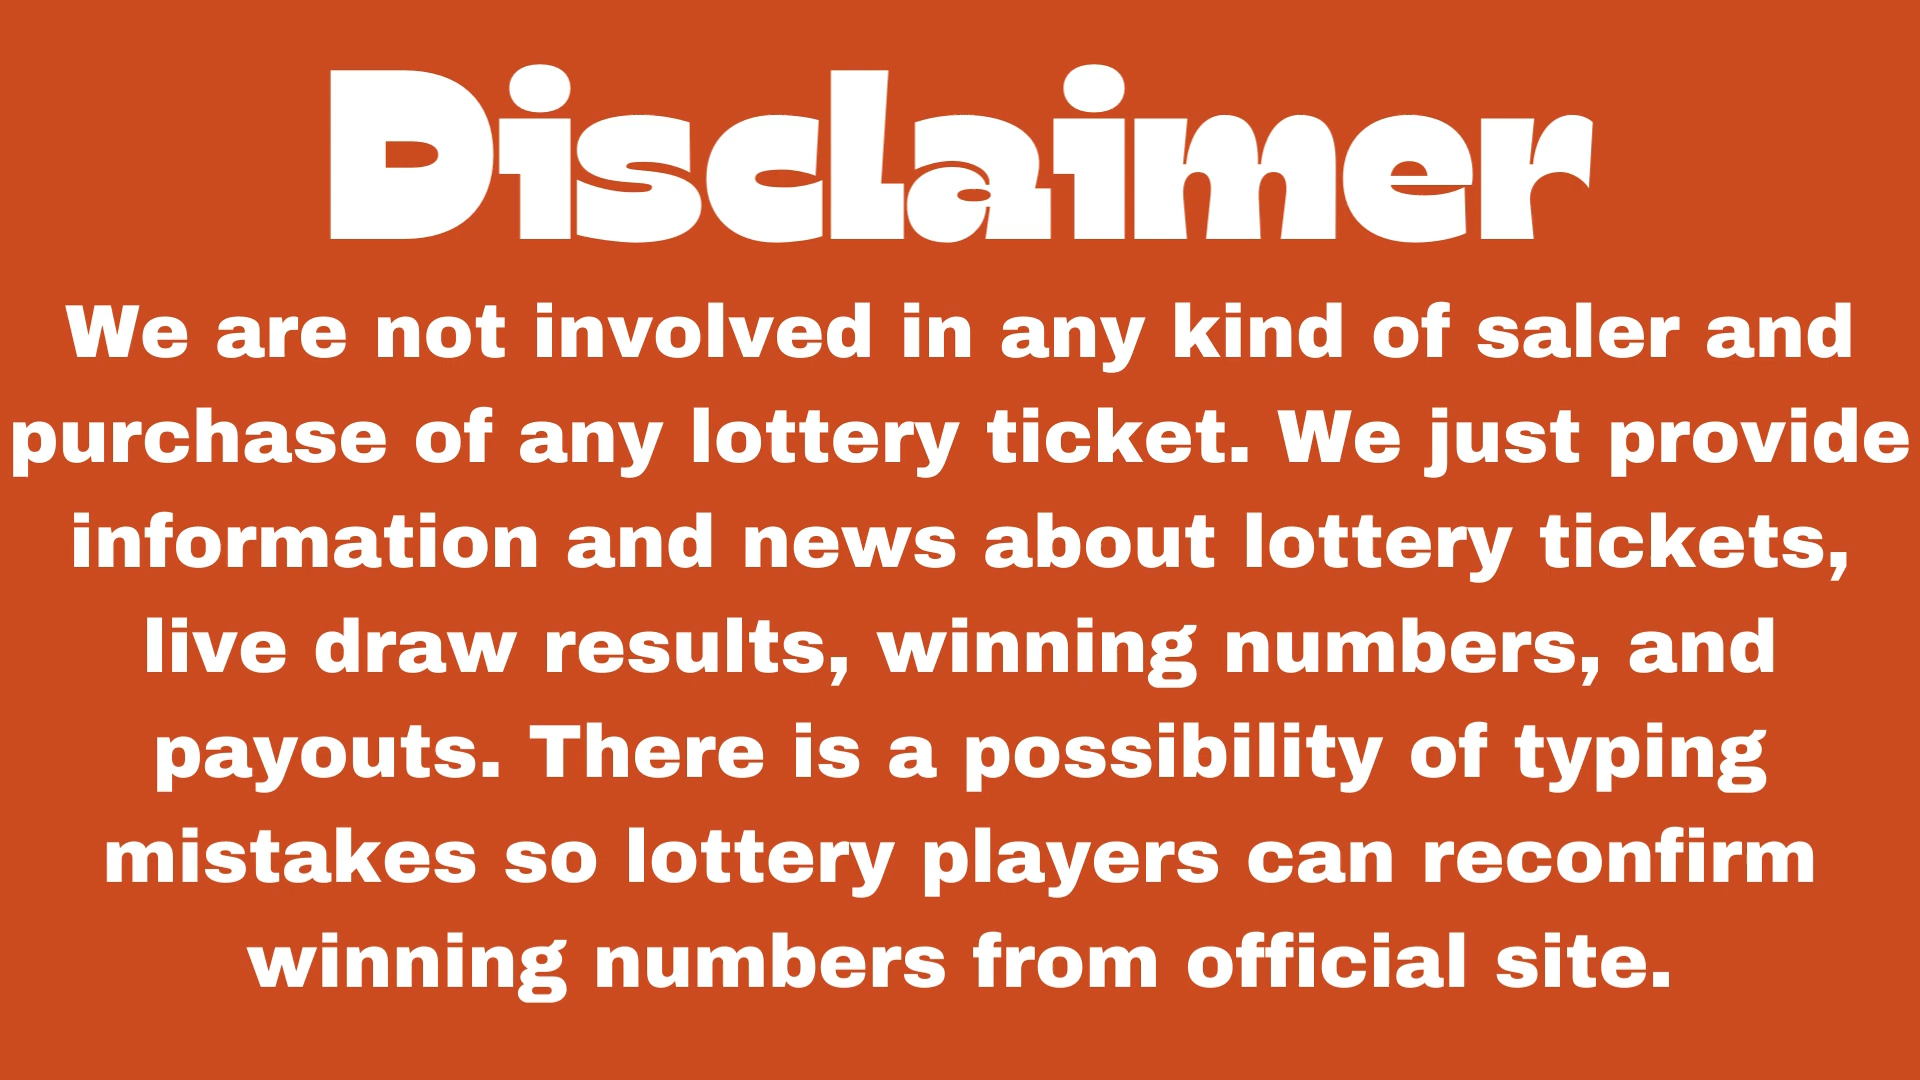 Disclaimer
We are not involved in any kind of saler and
purchase of any lottery ticket. We just provide
information and news about lottery tickets,
live draw results, winning numbers, and
payouts. There is a possibility of typing
mistakes so lottery players can reconfirm
winning numbers from official site.